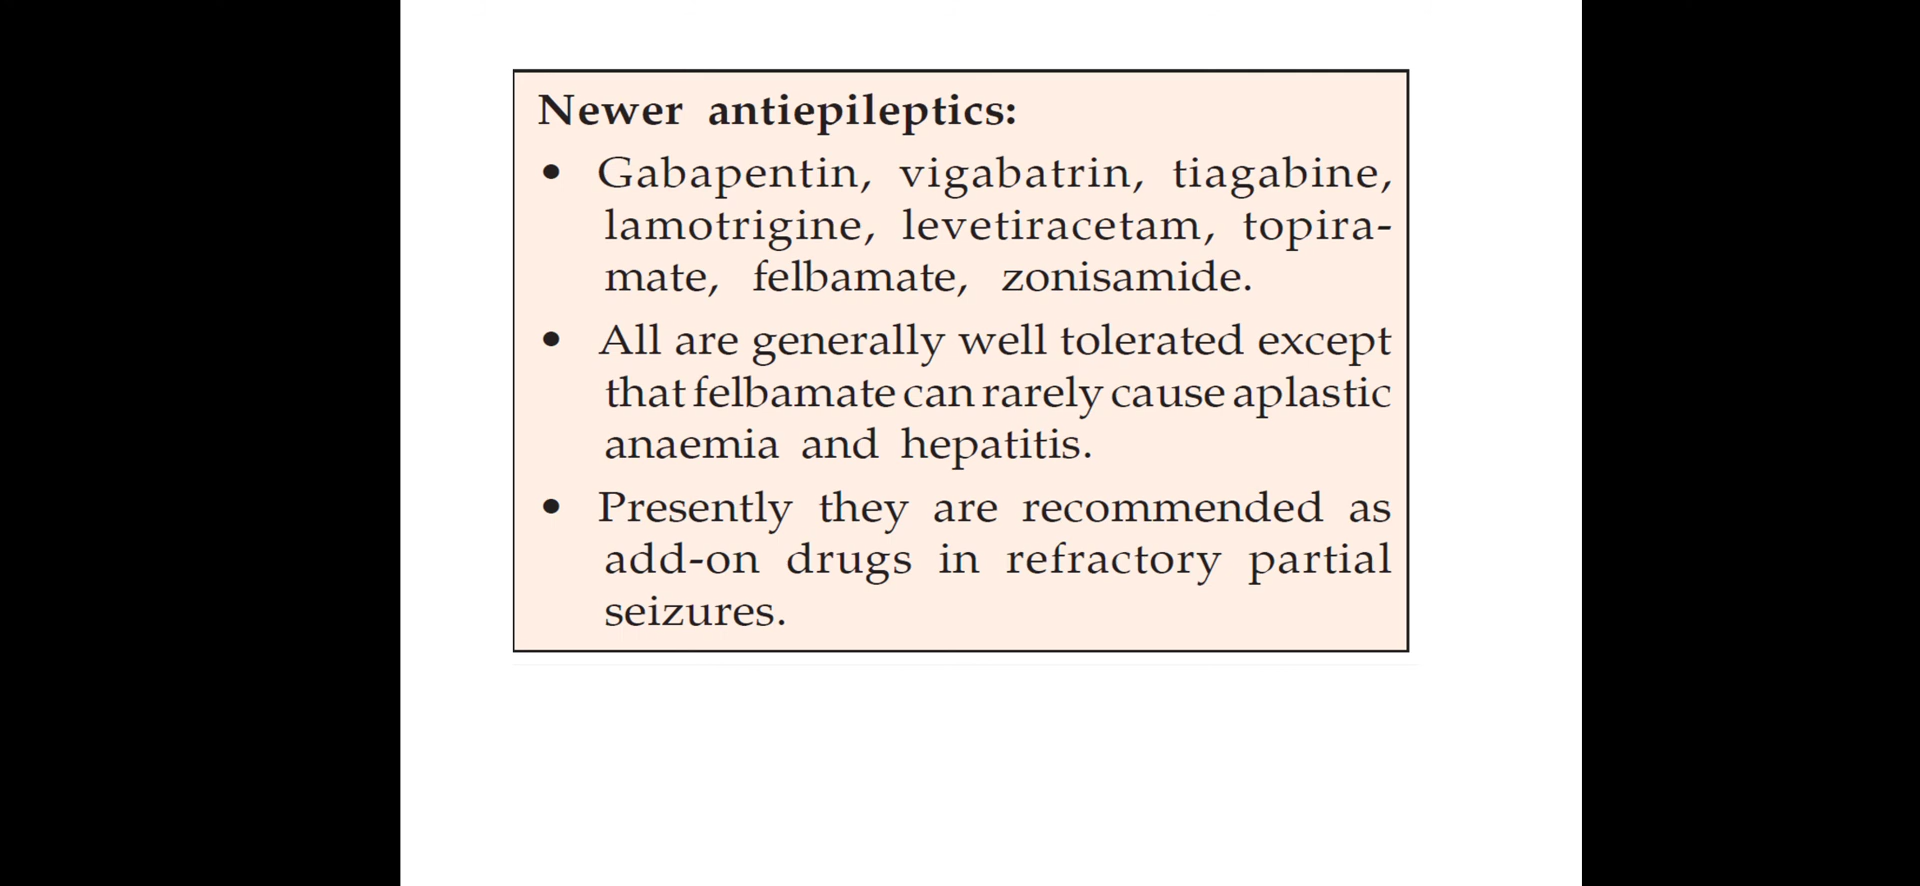 Newer antiepileptics:
• Gabapentin, vigabatrin, tiagabine,
lamotrigine, levetiracetam, topira-
mate, felbamate, zonisamide.
• All are generally well tolerated except
that felbamate can rarely cause aplastic
anaemia and hepatitis.
• Presently they are recommended as
add-on drugs in refractory partial
seizures.